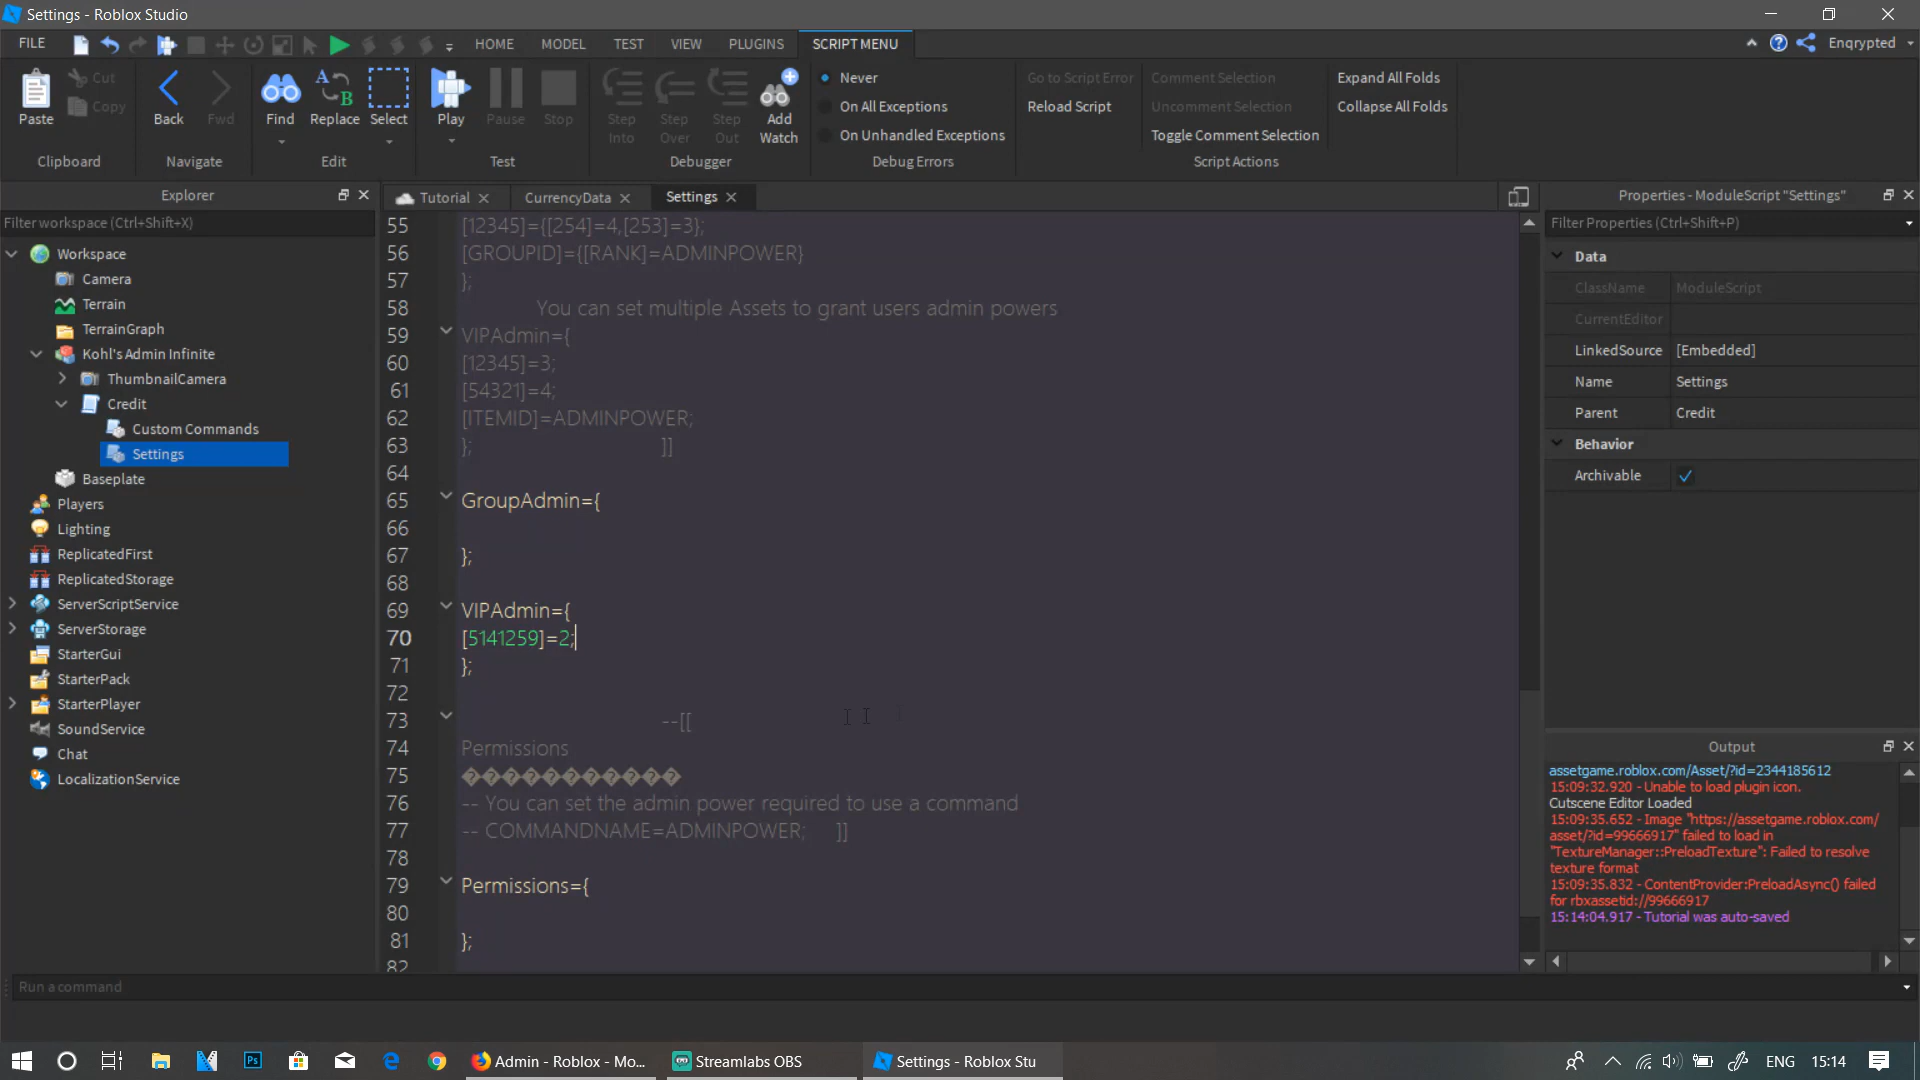 Settings - Roblox Studio
FILE
HOME
MODEL
TEST
VIEW
PLUGINS
SCRIPT MENU
Enqrypted
Paste
Cut
Copy
Clipboard
Back
Fwd
Navigate
Find
Replace
Select
Edit
Play
Pause
Stop
Test
Step Into
Step Over
Step Out
Add Watch
Debugger
Never
On All Exceptions
On Unhandled Exceptions
Debug Errors
Go to Script Error
Reload Script
Comment Selection
Uncomment Selection
Toggle Comment Selection
Script Actions
Expand All Folds
Collapse All Folds
Explorer
Filter workspace (Ctrl+Shift+X)
Workspace
Camera
Terrain
TerrainGraph
Kohl's Admin Infinite
ThumbnailCamera
Credit
Custom Commands
Settings
Baseplate
Players
Lighting
ReplicatedFirst
ReplicatedStorage
ServerScriptService
ServerStorage
StarterGui
StarterPack
StarterPlayer
SoundService
Chat
LocalizationService
Tutorial
CurrencyData
Settings
55 [12345]={[254]=4,[253]=3};
56 [GROUPID]={[RANK]=ADMINPOWER}
57 };
58 You can set multiple Assets to grant users admin powers
59 VIPAdmin={
60 [12345]=3;
61 [54321]=4;
62 [ITEMID]=ADMINPOWER;
63 }; ]]
64
65 GroupAdmin={
66
67 };
68
69 VIPAdmin={
70 [5141259]=2;
71 };
72
73 --[[
74 Permissions
75 �����������
76 -- You can set the admin power required to use a command
77 -- COMMANDNAME=ADMINPOWER; ]]
78
79 Permissions={
80
81 };
82
Properties - ModuleScript "Settings"
Filter Properties (Ctrl+Shift+P)
Data
ClassName ModuleScript
CurrentEditor
LinkedSource [Embedded]
Name Settings
Parent Credit
Behavior
Archivable
Output
assetgame.roblox.com/Asset/?id=2344185612
15:09:32.920 - Unable to load plugin icon.
Cutscene Editor Loaded
15:09:35.652 - Image "https://assetgame.roblox.com/
asset/?id=99666917" failed to load in
"TextureManager::PreloadTexture": Failed to resolve
texture format
15:09:35.832 - ContentProvider:PreloadAsync() failed
for rbxassetid://99666917
15:14:04.917 - Tutorial was auto-saved
Run a command
Admin - Roblox - Mo...
Streamlabs OBS
Settings - Roblox Stu
ENG
15:14